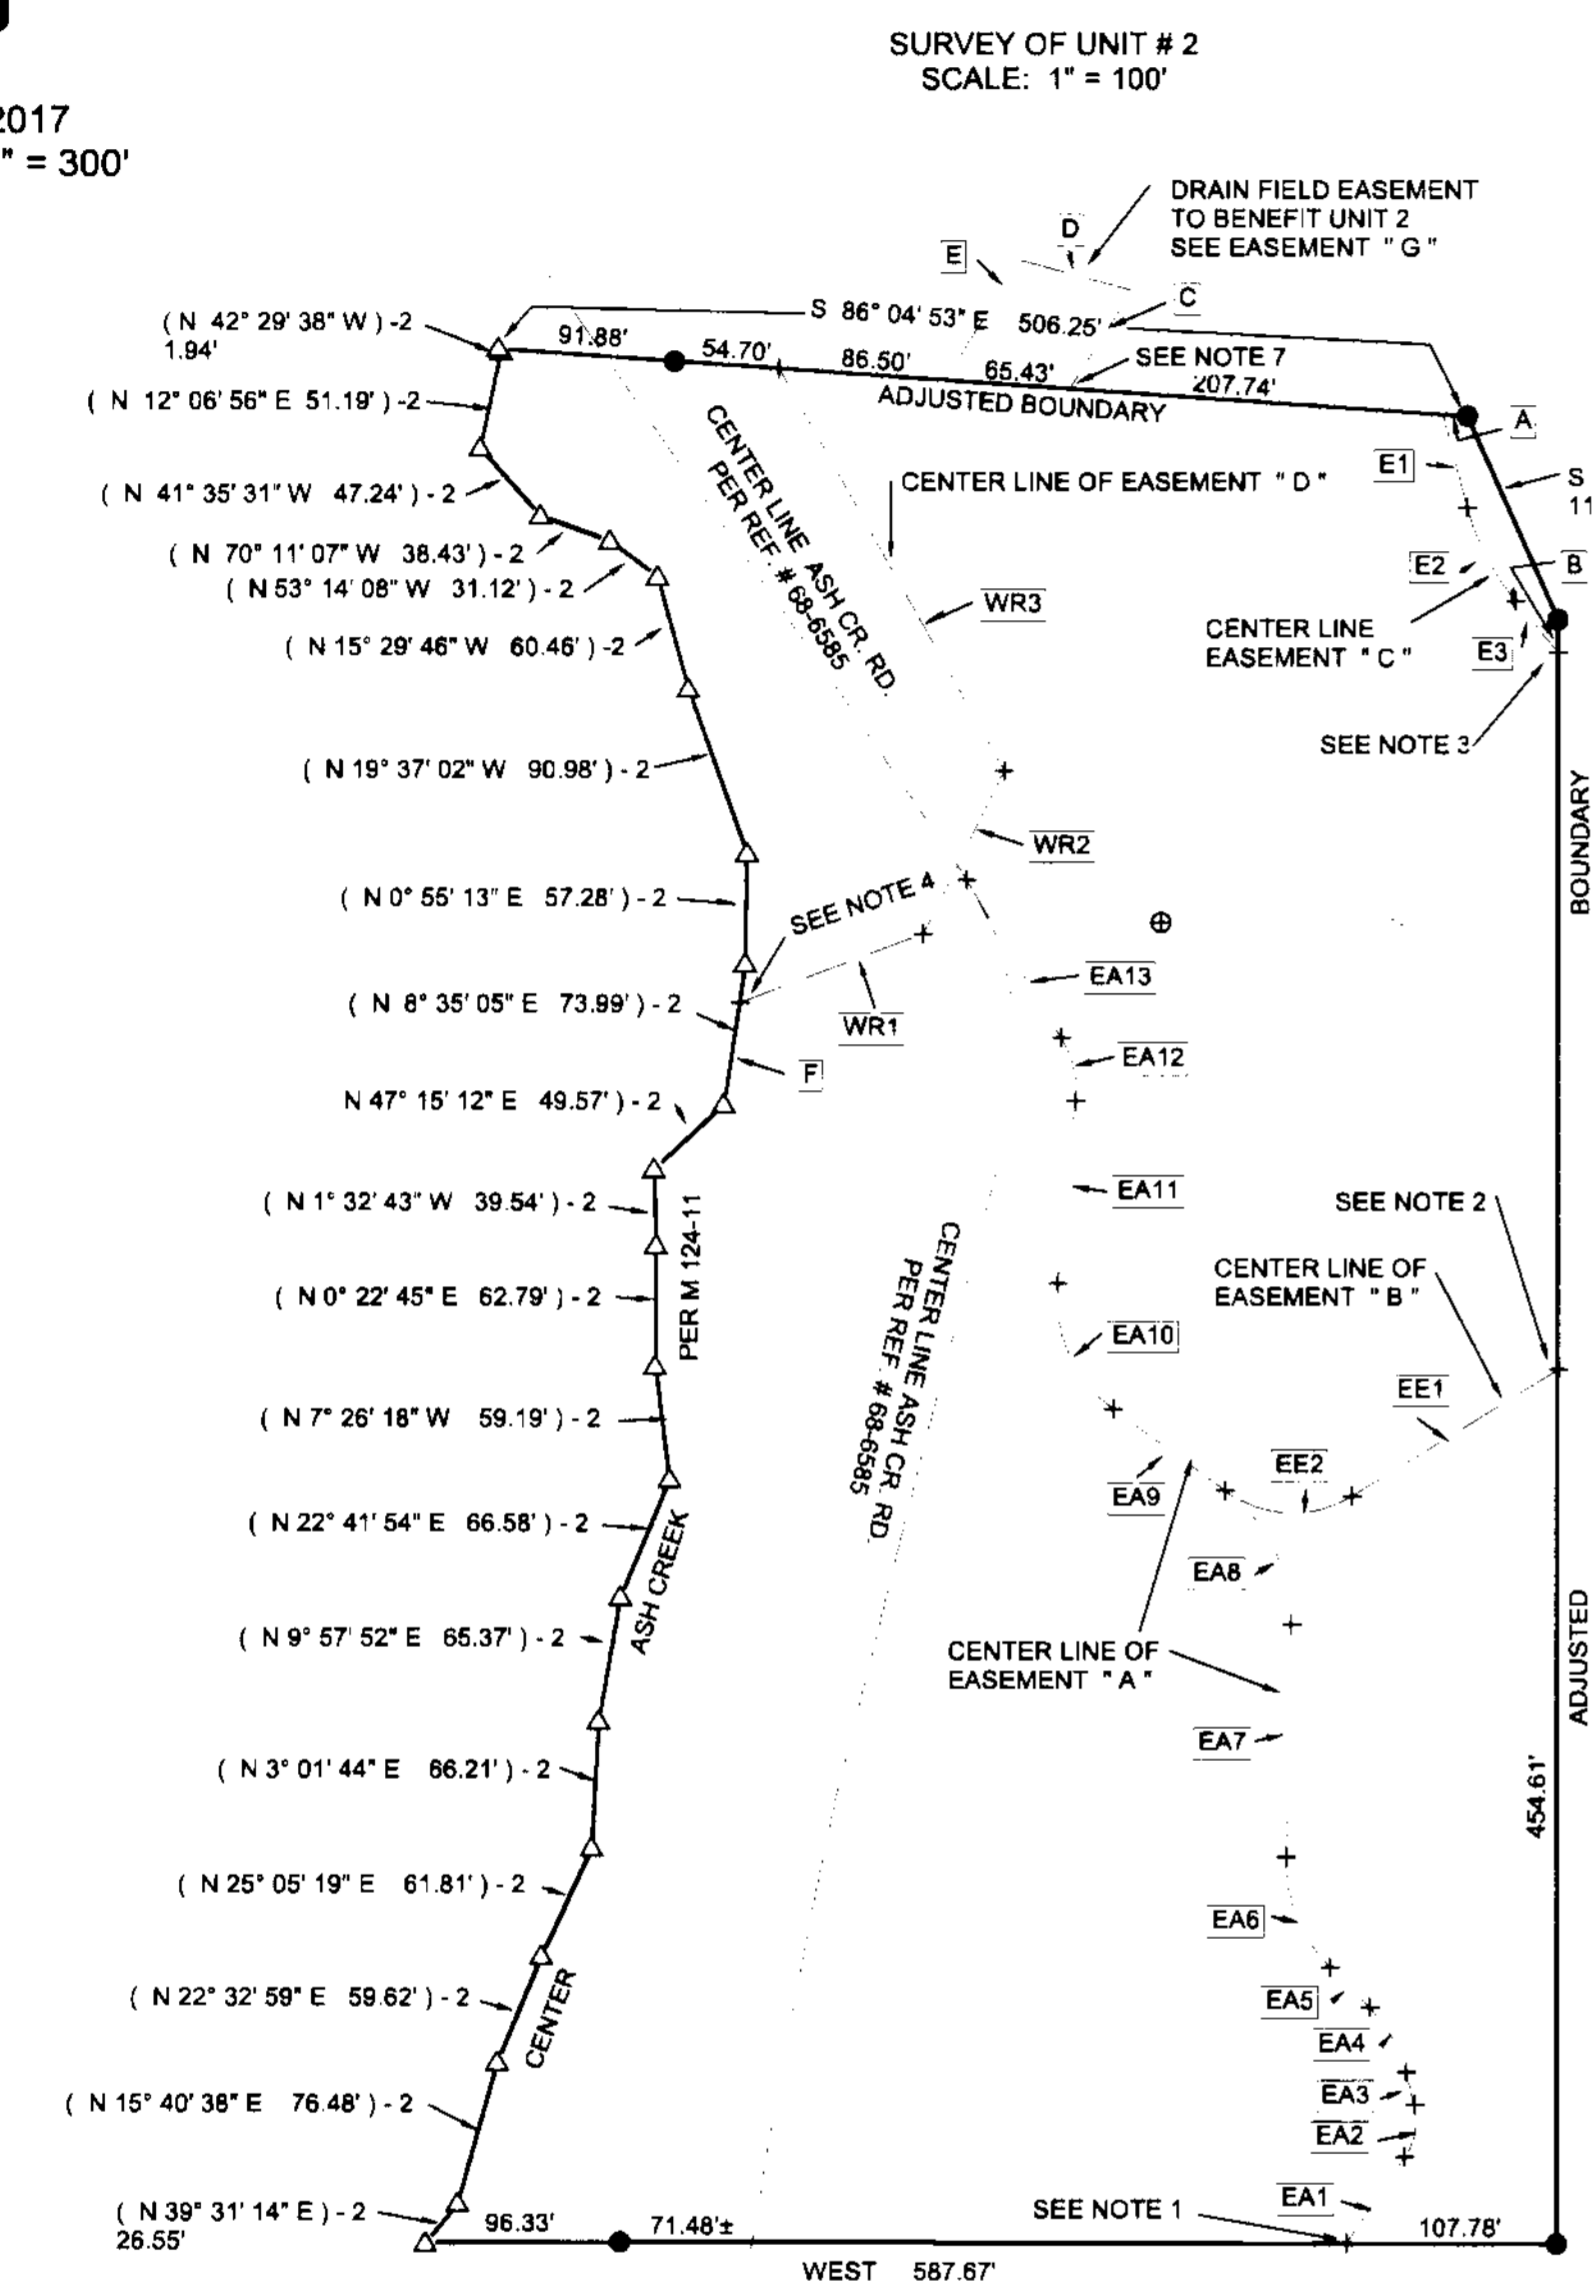 SURVEY OF UNIT # 2
SCALE: 1" = 100'
2017
" = 300'
DRAIN FIELD EASEMENT
TO BENEFIT UNIT 2
SEE EASEMENT " G "
D
E
C
S 86° 04' 53" E 506.25'
( N 42° 29' 38" W ) -2
1.94'
91.88'
54.70'
86.50'
65.43'
SEE NOTE 7
207.74'
ADJUSTED BOUNDARY
( N 12° 06' 56" E 51.19' ) -2
A
E1
S
11
( N 41° 35' 31" W 47.24' ) - 2
CENTER LINE ASH CR. RD.
PER REF. # 68-6585
CENTER LINE OF EASEMENT " D "
( N 70° 11' 07" W 38.43' ) - 2
( N 53° 14' 08" W 31.12' ) - 2
E2
B
WR3
CENTER LINE
EASEMENT " C "
E3
( N 15° 29' 46" W 60.46' ) -2
SEE NOTE 3
( N 19° 37' 02" W 90.98' ) - 2
BOUNDARY
WR2
( N 0° 55' 13" E 57.28' ) - 2
SEE NOTE 4
EA13
( N 8° 35' 05" E 73.99' ) - 2
WR1
EA12
F
N 47° 15' 12" E 49.57' ) - 2
EA11
( N 1° 32' 43" W 39.54' ) - 2
PER M 124-11
SEE NOTE 2
CENTER LINE OF
EASEMENT " B "
( N 0° 22' 45" E 62.79' ) - 2
CENTER LINE ASH CR. RD.
PER REF. # 68-6585
EA10
EE1
( N 7° 26' 18" W 59.19' ) - 2
EE2
EA9
( N 22° 41' 54" E 66.58' ) - 2
ASH CREEK
EA8
( N 9° 57' 52" E 65.37' ) - 2
CENTER LINE OF
EASEMENT " A "
ADJUSTED
EA7
( N 3° 01' 44" E 66.21' ) - 2
454.61'
( N 25° 05' 19" E 61.81' ) - 2
EA6
( N 22° 32' 59" E 59.62' ) - 2
CENTER
EA5
EA4
EA3
( N 15° 40' 38" E 76.48' ) - 2
EA2
( N 39° 31' 14" E ) - 2
26.55'
EA1
SEE NOTE 1
96.33'
71.48'±
107.78'
WEST 587.67'